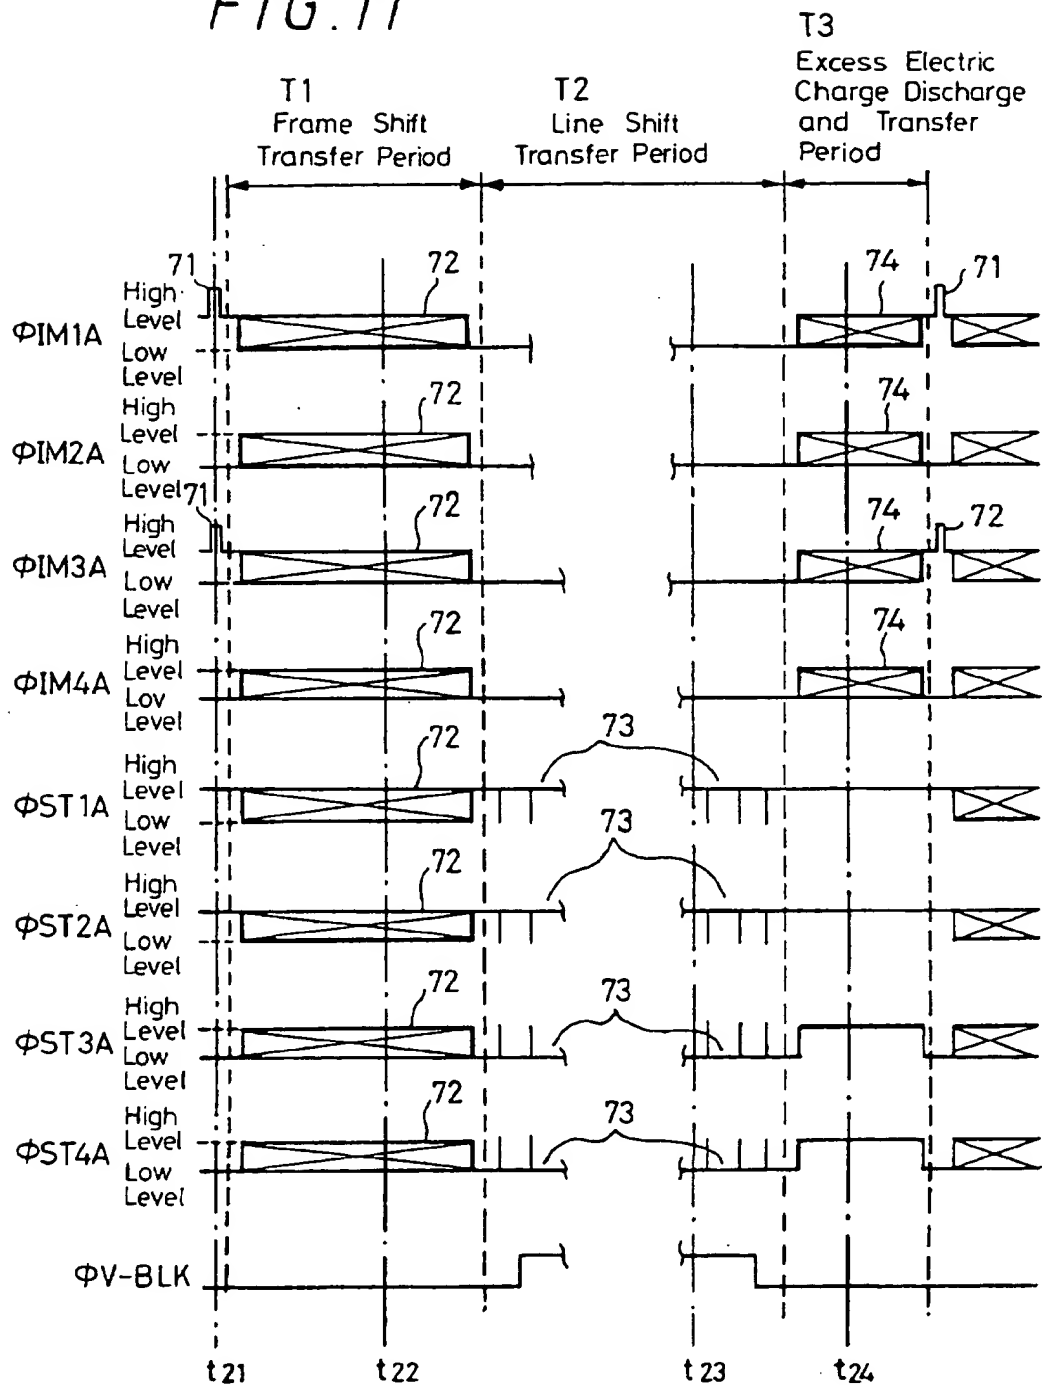 FIG. 11
T1
Frame Shift
Transfer Period
T2
Line Shift
Transfer Period
T3
Excess Electric
Charge Discharge
and Transfer
Period
71
72
74
71
High
Level
ΦIM1A
Low
Level
High
72
74
Level
ΦIM2A
Low
Level
71
72
74
72
High
Level
ΦIM3A
Low
Level
72
74
High
Level
ΦIM4A
Lov
Level
72
73
High
Level
ΦST1A
Low
Level
72
73
High
Level
ΦST2A
Low
Level
72
73
High
Level
ΦST3A
Low
Level
72
73
High
Level
ΦST4A
Low
Level
ΦV-BLK
t21
t22
t23
t24